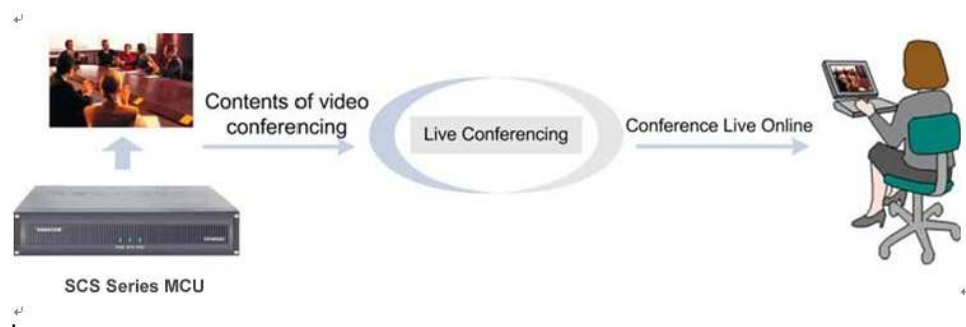 Contents of video
conferencing
Live Conferencing
Conference Live Online
SCS Series MCU